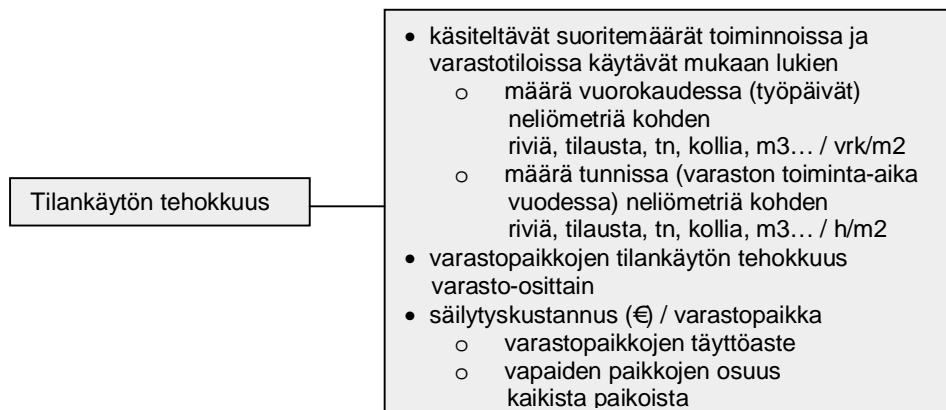 Tilankäytön tehokkuus
• käsiteltävät suoritemäärät toiminnoissa ja
varastotiloissa käytävät mukaan lukien
o määrä vuorokaudessa (työpäivät)
neliömetriä kohden
riviä, tilausta, tn, kollia, m3… / vrk/m2
o määrä tunnissa (varaston toiminta-aika
vuodessa) neliömetriä kohden
riviä, tilausta, tn, kollia, m3… / h/m2
• varastopaikkojen tilankäytön tehokkuus
varasto-osittain
• säilytyskustannus (€) / varastopaikka
o varastopaikkojen täyttöaste
o vapaiden paikkojen osuus
kaikista paikoista